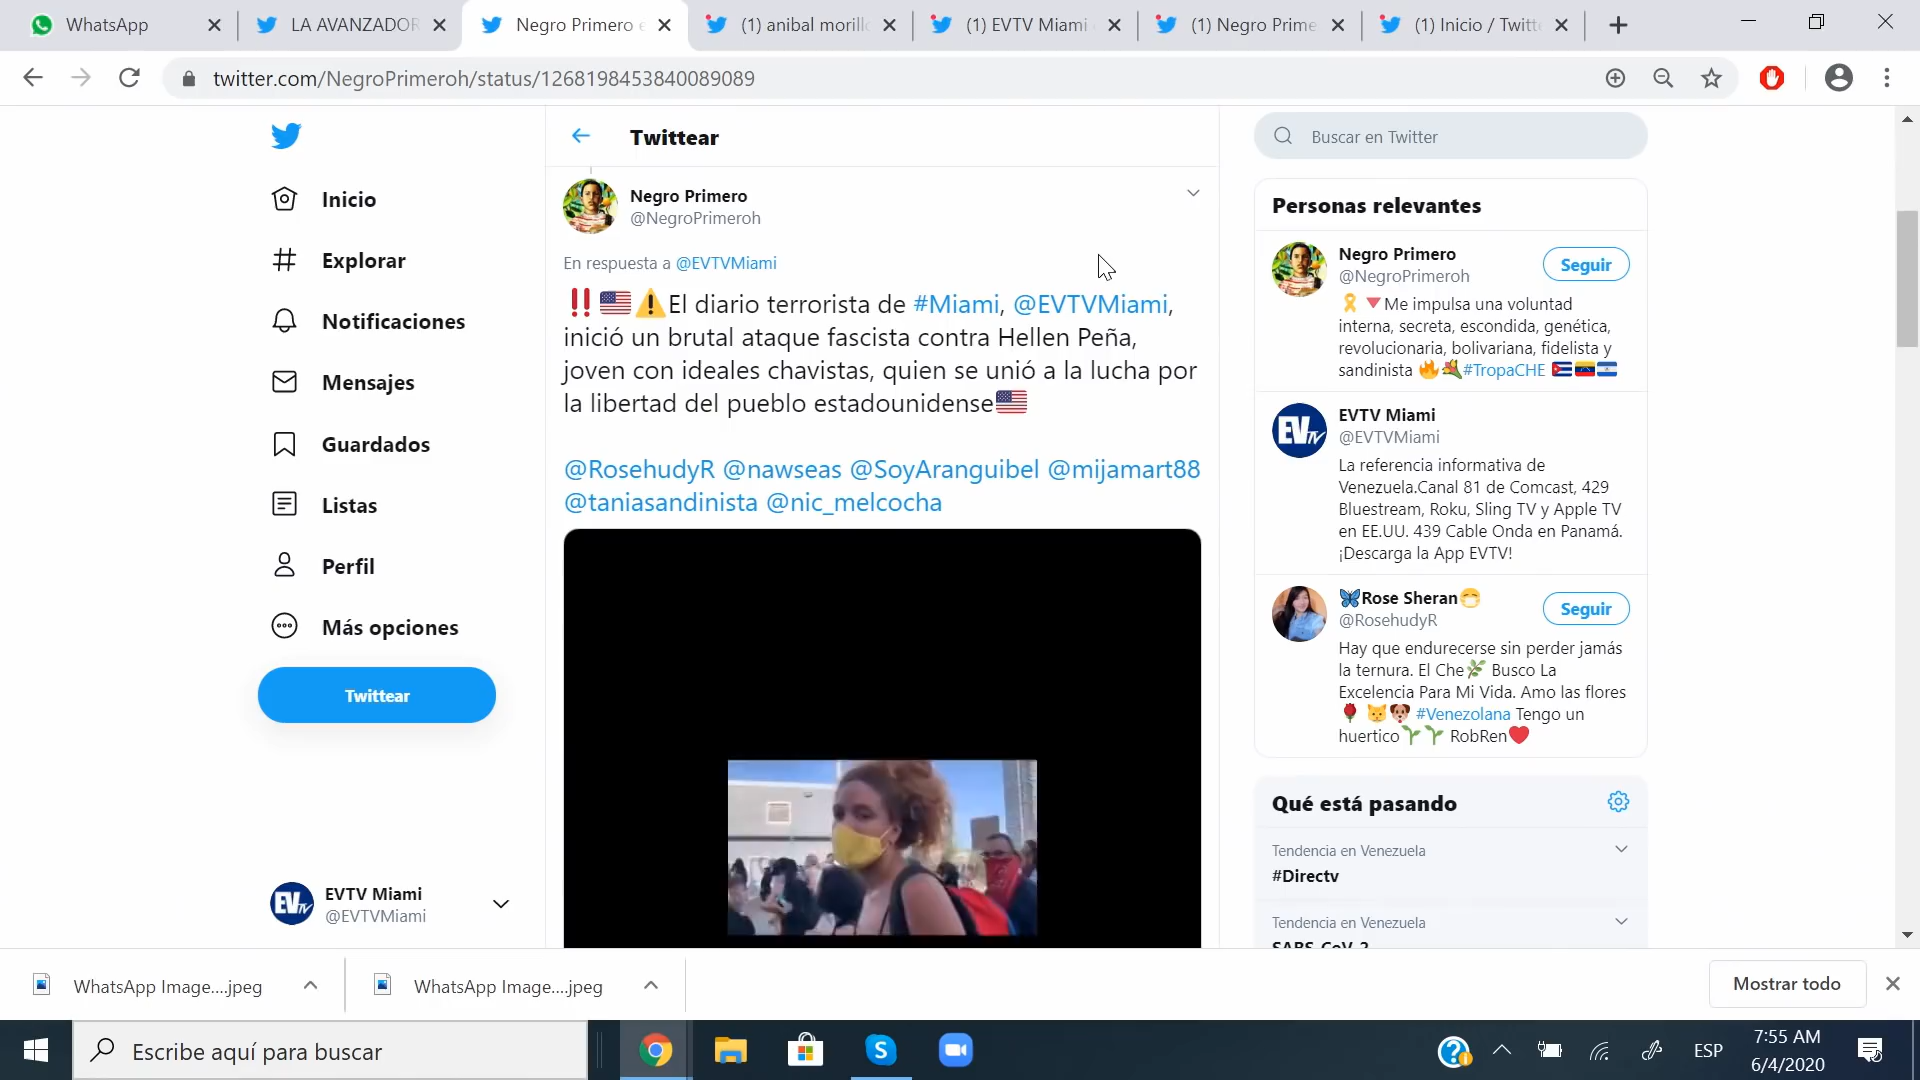 WhatsApp
LA AVANZADOR
Negro Primero e
(1) anibal morillo
(1) EVTV Miami
(1) Negro Prime
(1) Inicio / Twitte
twitter.com/NegroPrimeroh/status/1268198453840089089
Inicio
Explorar
Notificaciones
Mensajes
Guardados
Listas
Perfil
Más opciones
Twittear
EVTV Miami
@EVTVMiami
Twittear
Negro Primero
@NegroPrimeroh
En respuesta a @EVTVMiami
‼️🇺🇸⚠️El diario terrorista de #Miami, @EVTVMiami,
inició un brutal ataque fascista contra Hellen Peña,
joven con ideales chavistas, quien se unió a la lucha por
la libertad del pueblo estadounidense🇺🇸
@RosehudyR @nawseas @SoyAranguibel @mijamart88
@taniasandinista @nic_melcocha
Buscar en Twitter
Personas relevantes
Negro Primero
@NegroPrimeroh
Seguir
🎗🔻Me impulsa una voluntad
interna, secreta, escondida, genética,
revolucionaria, bolivariana, fidelista y
sandinista 🔥💐#TropaCHE 🇨🇺🇻🇪🇳🇮
EVTV Miami
@EVTVMiami
La referencia informativa de
Venezuela.Canal 81 de Comcast, 429
Bluestream, Roku, Sling TV y Apple TV
en EE.UU. 439 Cable Onda en Panamá.
¡Descarga la App EVTV!
🦋Rose Sheran😷
@RosehudyR
Seguir
Hay que endurecerse sin perder jamás
la ternura. El Che🌿 Busco La
Excelencia Para Mi Vida. Amo las flores
🌹 🐱🐶 #Venezolana Tengo un
huertico🌱🌱 RobRen❤️
Qué está pasando
Tendencia en Venezuela
#Directv
Tendencia en Venezuela
SARS-CoV-2
WhatsApp Image....jpeg
WhatsApp Image....jpeg
Mostrar todo
Escribe aquí para buscar
ESP
7:55 AM
6/4/2020